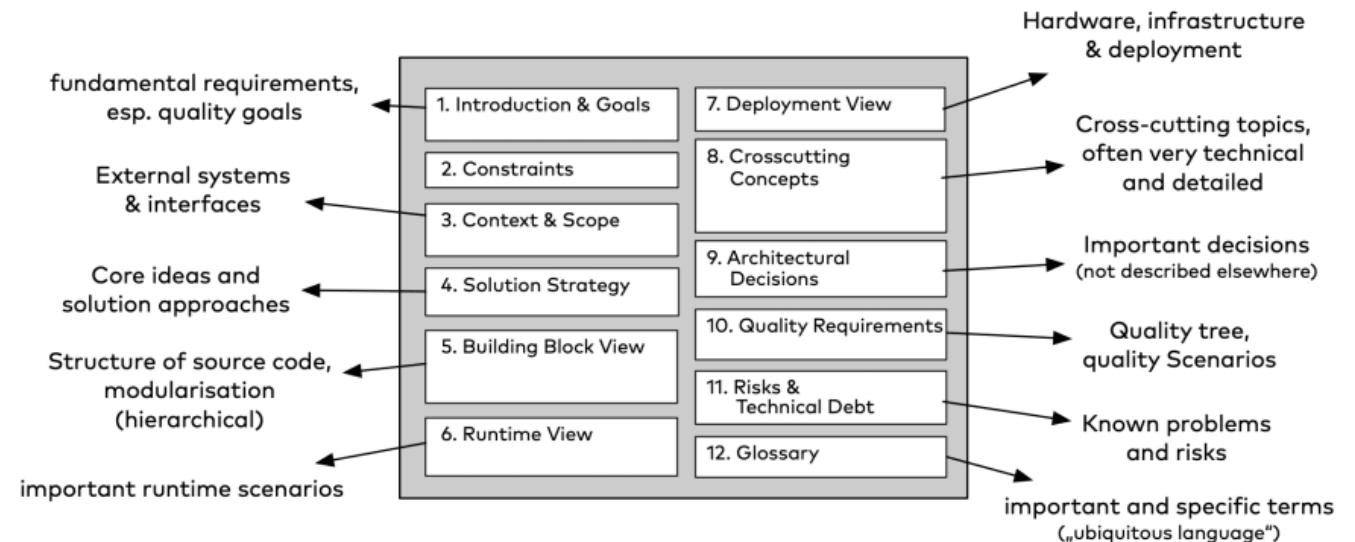 fundamental requirements,
esp. quality goals
External systems
& interfaces
Core ideas and
solution approaches
Structure of source code,
modularisation
(hierarchical)
important runtime scenarios
1. Introduction & Goals
2. Constraints
3. Context & Scope
4. Solution Strategy
5. Building Block View
6. Runtime View
7. Deployment View
8. Crosscutting
Concepts
9. Architectural
Decisions
10. Quality Requirements
11. Risks &
Technical Debt
12. Glossary
Hardware, infrastructure
& deployment
Cross-cutting topics,
often very technical
and detailed
Important decisions
(not described elsewhere)
Quality tree,
quality Scenarios
Known problems
and risks
important and specific terms
(„ubiquitous language“)